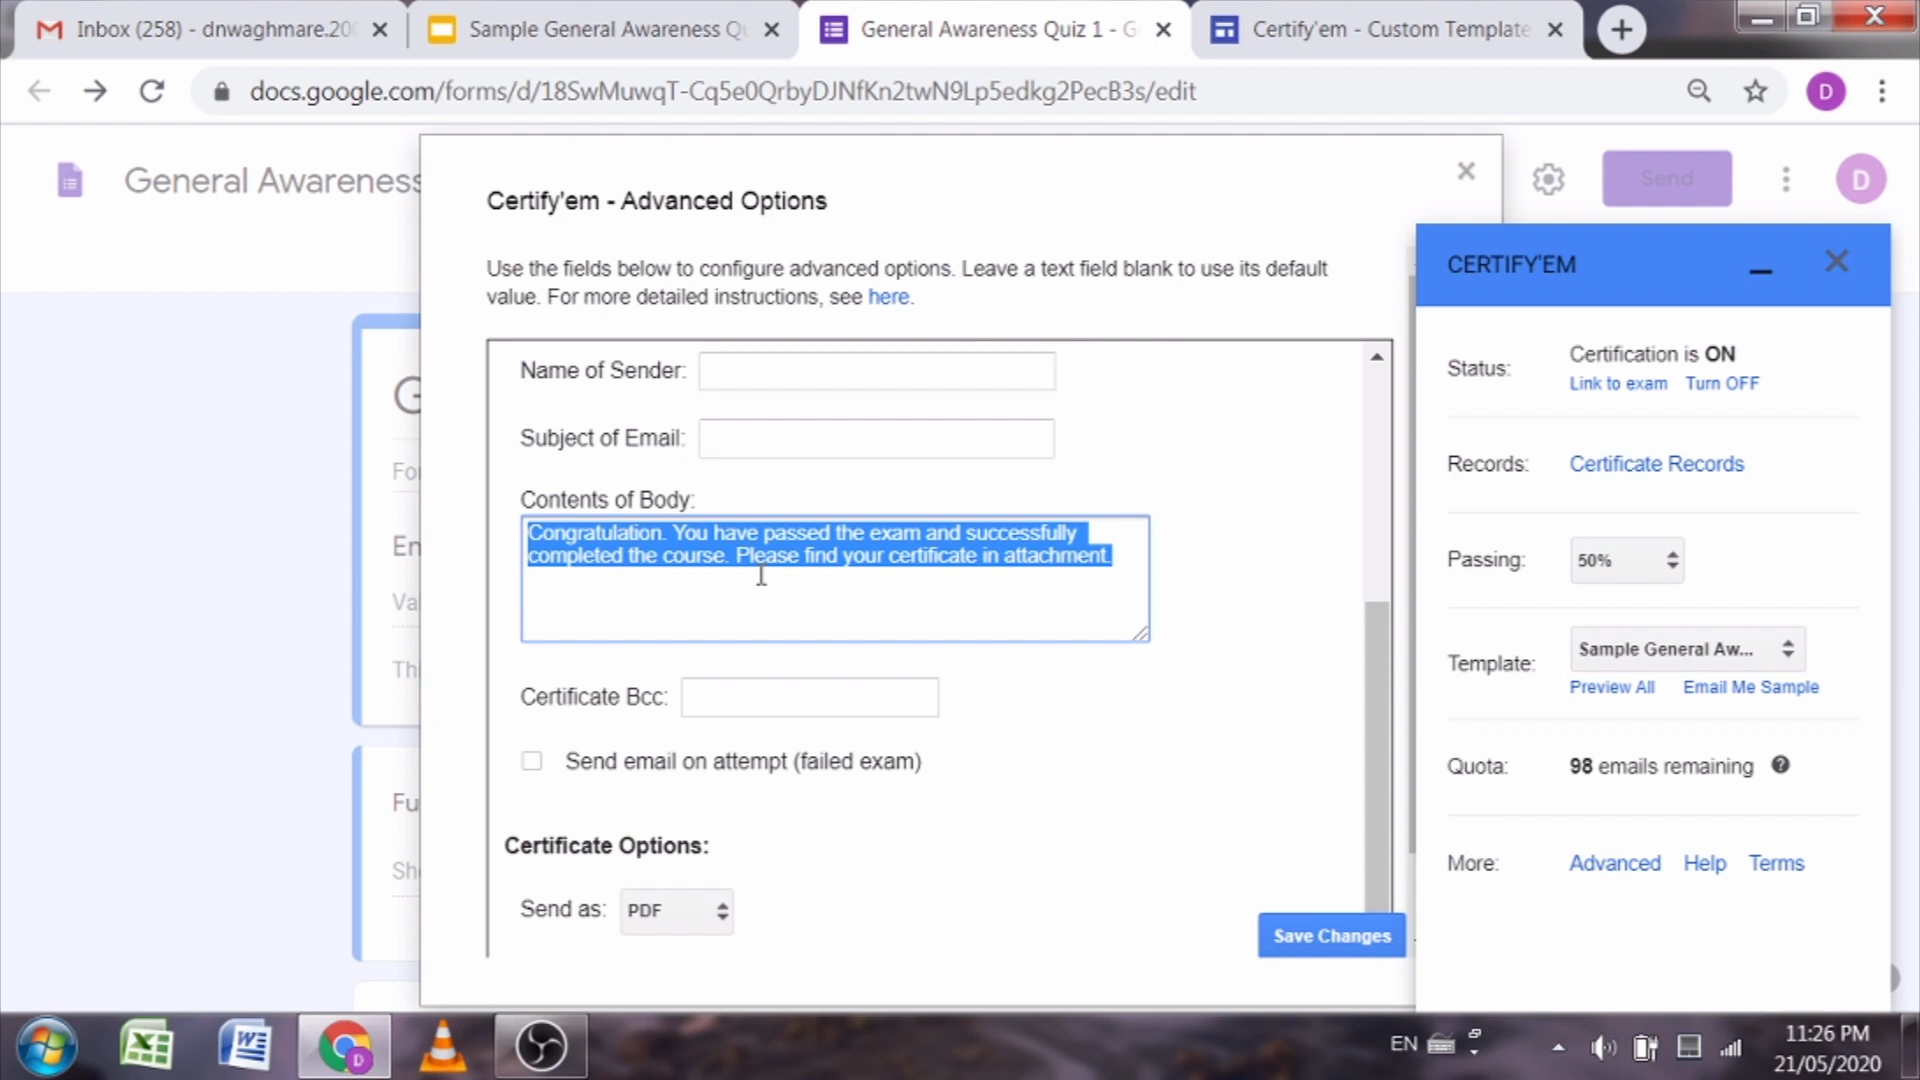 Inbox (258) - dnwaghmare.20
Sample General Awareness Qu
General Awareness Quiz 1 - G
Certify'em - Custom Template
docs.google.com/forms/d/18SwMuwqT-Cq5e0QrbyDJNfKn2twN9Lp5edkg2PecB3s/edit
D
General Awareness
Send
D
Certify'em - Advanced Options
Use the fields below to configure advanced options. Leave a text field blank to use its default
value. For more detailed instructions, see here.
Name of Sender:
Subject of Email:
Contents of Body:
Congratulation. You have passed the exam and successfully
completed the course. Please find your certificate in attachment.
Certificate Bcc:
Send email on attempt (failed exam)
Certificate Options:
Send as: PDF
Save Changes
G
For
En
Val
Thi
Fu
Sho
CERTIFY'EM
Status: Certification is ON
Link to exam Turn OFF
Records: Certificate Records
Passing: 50%
Template: Sample General Aw...
Preview All Email Me Sample
Quota: 98 emails remaining
More: Advanced Help Terms
EN
11:26 PM
21/05/2020